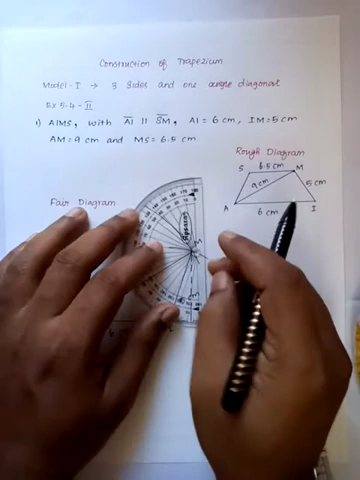 Construction of Trapezium
Model-I → 3 Sides and one diagonal
Ex 5.4 - II
1) AIMS, with AI || SM, AI = 6 cm, IM = 5 cm
AM = 9 cm and MS = 6.5 cm
Rough Diagram
S 6.5 cm M
9 cm 5 cm
A 6 cm I
Fair Diagram
Apsara